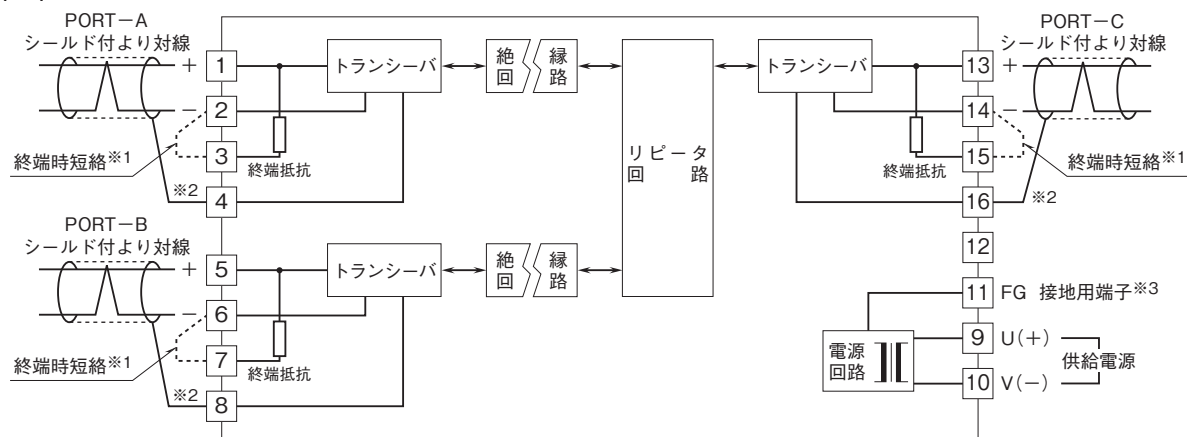 PORT−A
シールド付より対線
+
1
−
2
3
終端時短絡※1
※2
4
終端抵抗
トランシーバ
絶 縁
回 路
PORT−B
シールド付より対線
+
5
−
6
7
終端時短絡※1
※2
8
終端抵抗
トランシーバ
絶 縁
回 路
リピータ
回 路
トランシーバ
終端抵抗
PORT−C
シールド付より対線
13
+
14
−
15
終端時短絡※1
16
※2
12
11 FG 接地用端子※3
電源
回路
9 U(+)
供給電源
10 V(−)